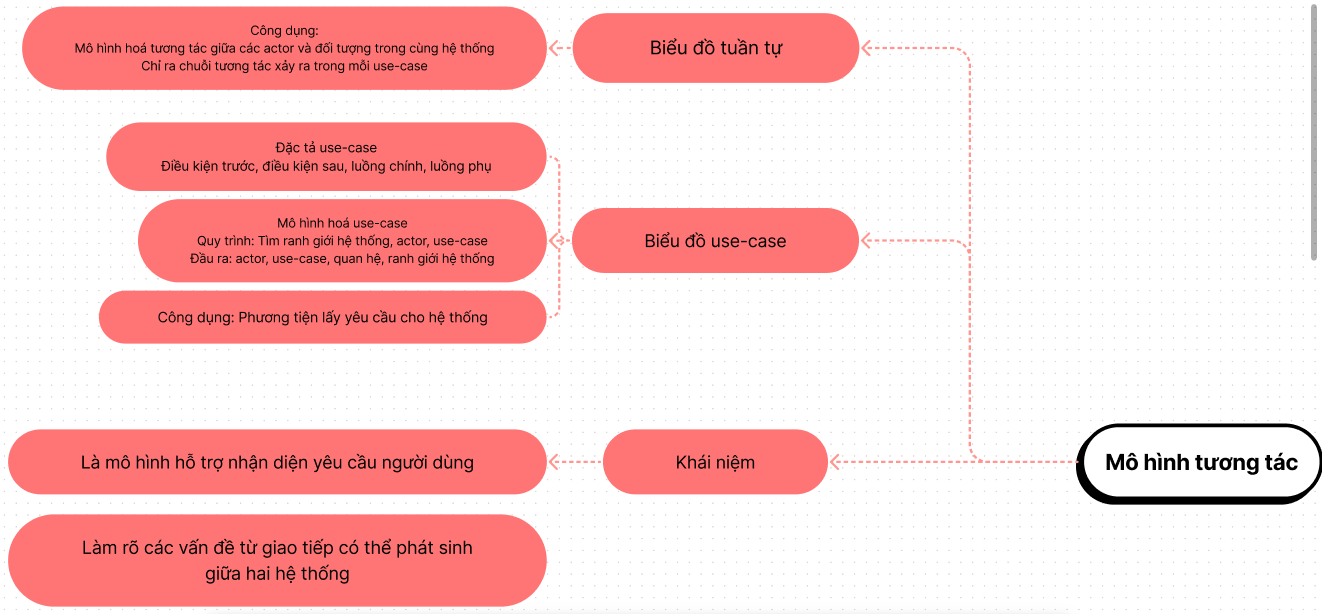 Công dụng:
Mô hình hoá tương tác giữa các actor và đối tượng trong cùng hệ thống
Chỉ ra chuỗi tương tác xảy ra trong mỗi use-case
Biểu đồ tuần tự
Đặc tả use-case
Điều kiện trước, điều kiện sau, luồng chính, luồng phụ
Mô hình hoá use-case
Quy trình: Tìm ranh giới hệ thống, actor, use-case
Đầu ra: actor, use-case, quan hệ, ranh giới hệ thống
Biểu đồ use-case
Công dụng: Phương tiện lấy yêu cầu cho hệ thống
Là mô hình hỗ trợ nhận diện yêu cầu người dùng
Khái niệm
Mô hình tương tác
Làm rõ các vấn đề từ giao tiếp có thể phát sinh
giữa hai hệ thống